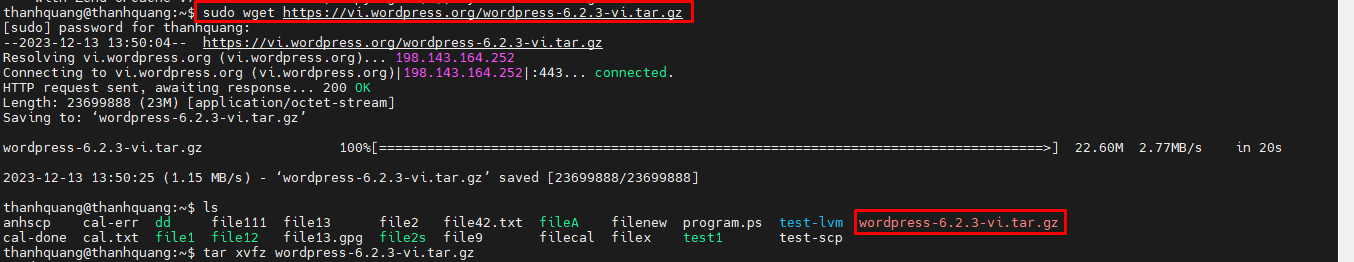 with Zend OPcache
thanhquang@thanhquang:~$ sudo wget https://vi.wordpress.org/wordpress-6.2.3-vi.tar.gz
[sudo] password for thanhquang:
--2023-12-13 13:50:04--  https://vi.wordpress.org/wordpress-6.2.3-vi.tar.gz
Resolving vi.wordpress.org (vi.wordpress.org)... 198.143.164.252
Connecting to vi.wordpress.org (vi.wordpress.org)|198.143.164.252|:443... connected.
HTTP request sent, awaiting response... 200 OK
Length: 23699888 (23M) [application/octet-stream]
Saving to: ‘wordpress-6.2.3-vi.tar.gz’
wordpress-6.2.3-vi.tar.gz 100%[===================================================================================>] 22.60M 2.77MB/s in 20s
2023-12-13 13:50:25 (1.15 MB/s) - ‘wordpress-6.2.3-vi.tar.gz’ saved [23699888/23699888]
thanhquang@thanhquang:~$ ls
anhscp cal-err dd file111 file13 file2 file42.txt fileA filenew program.ps test-lvm wordpress-6.2.3-vi.tar.gz
cal-done cal.txt file1 file12 file13.gpg file2s file9 filecal filex test1 test-scp
thanhquang@thanhquang:~$ tar xvfz wordpress-6.2.3-vi.tar.gz